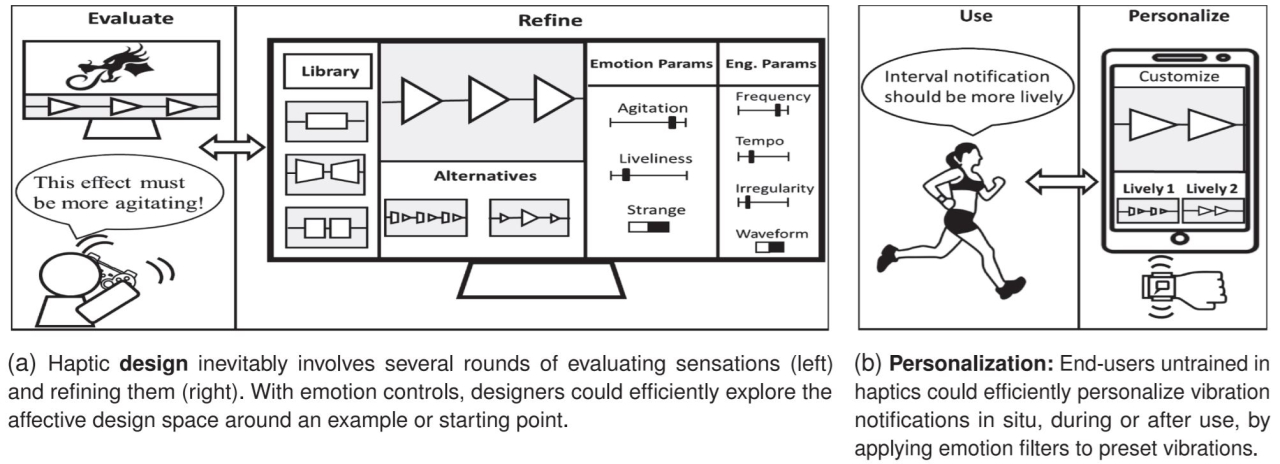 Evaluate
This effect must
be more agitating!
Refine
Library
Alternatives
Emotion Params
Agitation
Liveliness
Strange
Eng. Params
Frequency
Tempo
Irregularity
Waveform
(a) Haptic design inevitably involves several rounds of evaluating sensations (left)
and refining them (right). With emotion controls, designers could efficiently explore the
affective design space around an example or starting point.
Use
Interval notification
should be more lively
Personalize
Customize
Lively 1 Lively 2
(b) Personalization: End-users untrained in
haptics could efficiently personalize vibration
notifications in situ, during or after use, by
applying emotion filters to preset vibrations.